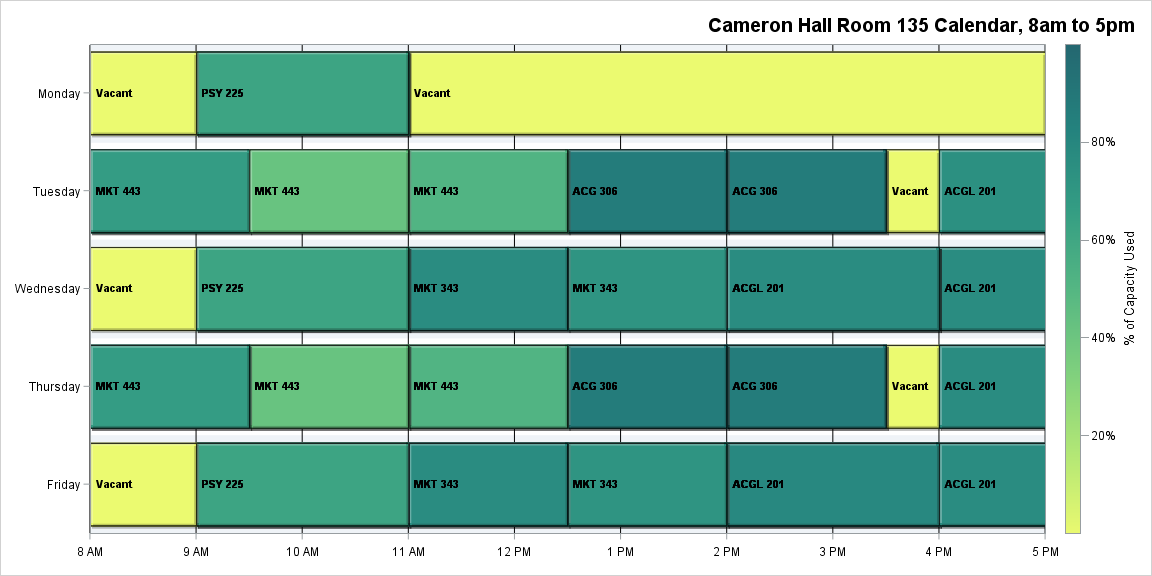 Cameron Hall Room 135 Calendar, 8am to 5pm
Monday
Vacant
PSY 225
Vacant
Tuesday
MKT 443
MKT 443
MKT 443
ACG 306
ACG 306
Vacant
ACGL 201
Wednesday
Vacant
PSY 225
MKT 343
MKT 343
ACGL 201
ACGL 201
Thursday
MKT 443
MKT 443
MKT 443
ACG 306
ACG 306
Vacant
ACGL 201
Friday
Vacant
PSY 225
MKT 343
MKT 343
ACGL 201
ACGL 201
8 AM
9 AM
10 AM
11 AM
12 PM
1 PM
2 PM
3 PM
4 PM
5 PM
80%
60%
40%
20%
% of Capacity Used